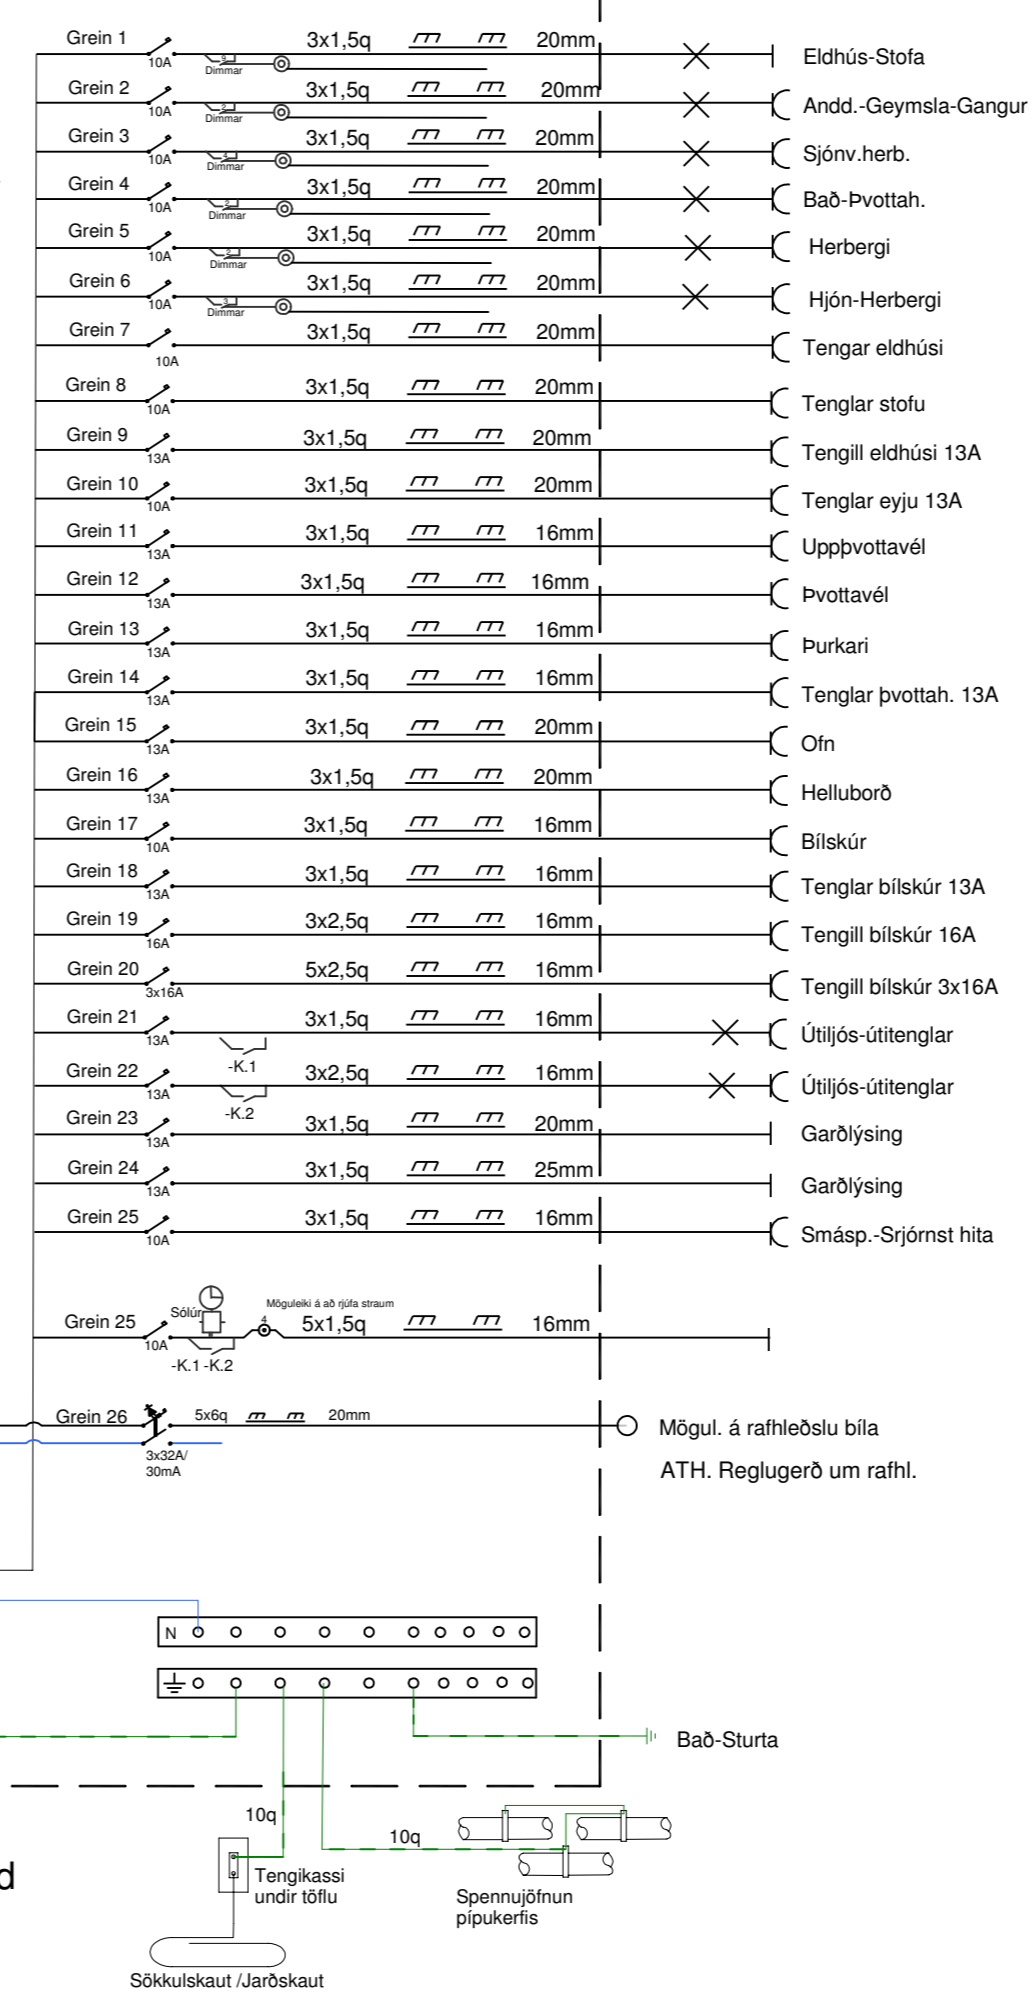 Grein 1 10A Dimmar 3x1,5q 20mm Eldhús-Stofa
Grein 2 10A 2 Dimmar 3x1,5q 20mm Andd.-Geymsla-Gangur
Grein 3 10A 4 Dimmar 3x1,5q 20mm Sjónv.herb.
Grein 4 10A 2 Dimmar 3x1,5q 20mm Bað-Þvottah.
Grein 5 10A 2 Dimmar 3x1,5q 20mm Herbergi
Grein 6 10A 3 Dimmar 3x1,5q 20mm Hjón-Herbergi
Grein 7 10A 3x1,5q 20mm Tengar eldhúsi
Grein 8 10A 3x1,5q 20mm Tenglar stofu
Grein 9 13A 3x1,5q 20mm Tengill eldhúsi 13A
Grein 10 10A 3x1,5q 20mm Tenglar eyju 13A
Grein 11 13A 3x1,5q 16mm Uppþvottavél
Grein 12 13A 3x1,5q 16mm Þvottavél
Grein 13 13A 3x1,5q 16mm Þurkari
Grein 14 13A 3x1,5q 16mm Tenglar þvottah. 13A
Grein 15 13A 3x1,5q 20mm Ofn
Grein 16 13A 3x1,5q 20mm Helluborð
Grein 17 10A 3x1,5q 16mm Bílskúr
Grein 18 13A 3x1,5q 16mm Tenglar bílskúr 13A
Grein 19 16A 3x2,5q 16mm Tengill bílskúr 16A
Grein 20 3x16A 5x2,5q 16mm Tengill bílskúr 3x16A
Grein 21 13A -K.1 3x1,5q 16mm Útiljós-útitenglar
Grein 22 13A -K.2 3x2,5q 16mm Útiljós-útitenglar
Grein 23 13A 3x1,5q 20mm Garðlýsing
Grein 24 13A 3x1,5q 25mm Garðlýsing
Grein 25 10A 3x1,5q 16mm Smásp.-Srjórnst hita
Sólúr Möguleiki á að rjúfa straum
Grein 25 10A 4 5x1,5q 16mm
-K.1 -K.2
Grein 26 5x6q 20mm Mögul. á rafhleðslu bíla
3x32A/
30mA
ATH. Reglugerð um rafhl.
N
Bað-Sturta
10q
10q
d
Tengikassi
undir töflu
Spennujöfnun
pípukerfis
Sökkulskaut /Jarðskaut